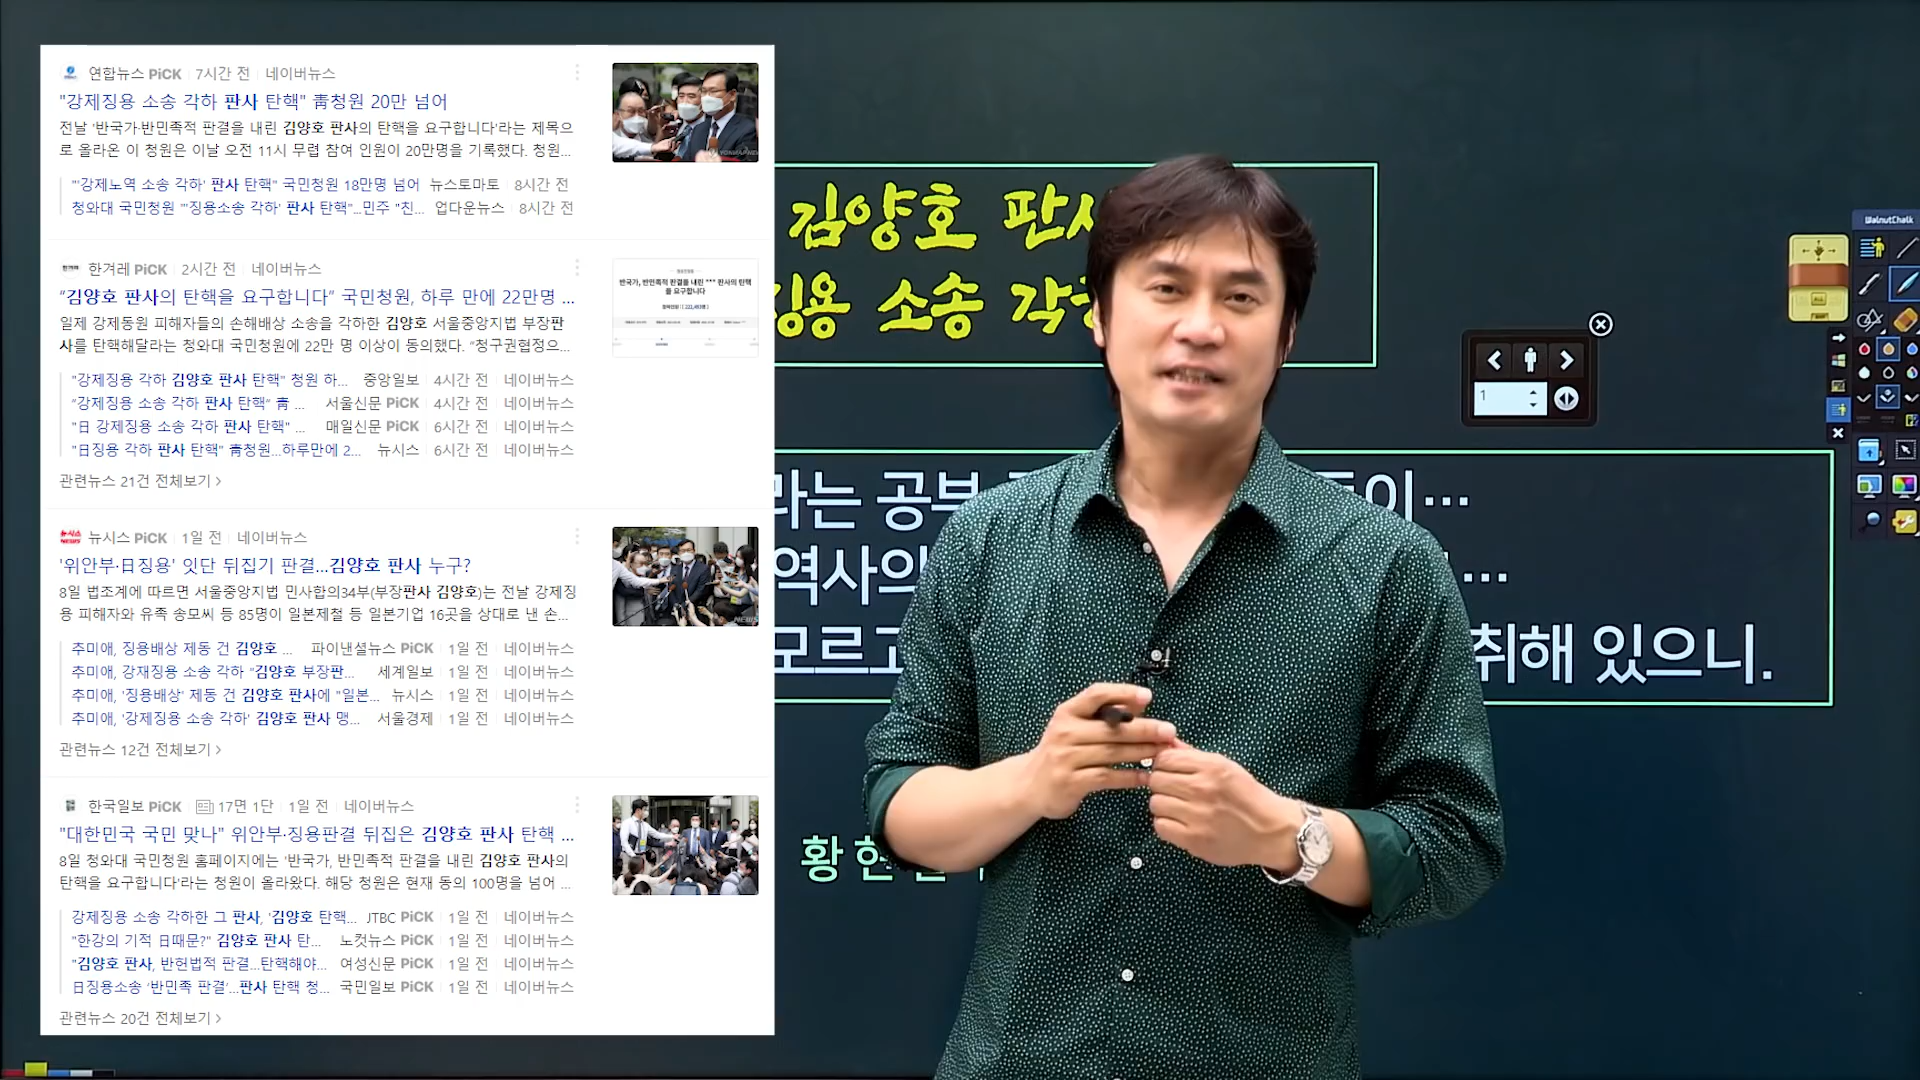 연합뉴스 PiCK 7시간 전 네이버뉴스
"강제징용 소송 각하 판사 탄핵" 靑청원 20만 넘어
전날 '반국가·반민족적 판결을 내린 김양호 판사의 탄핵을 요구합니다'라는 제목으
로 올라온 이 청원은 이날 오전 11시 무렵 참여 인원이 20만명을 기록했다. 청원...
"'강제노역 소송 각하' 판사 탄핵" 국민청원 18만명 넘어 뉴스토마토 8시간 전
청와대 국민청원 "'징용소송 각하' 판사 탄핵"...민주 "친... 업다운뉴스 8시간 전
한겨레 PiCK 2시간 전 네이버뉴스
"김양호 판사의 탄핵을 요구합니다" 국민청원, 하루 만에 22만명 ...
일제 강제동원 피해자들의 손해배상 소송을 각하한 김양호 서울중앙지법 부장판
사를 탄핵해달라는 청와대 국민청원에 22만 명 이상이 동의했다. "청구권협정으...
반국가, 반민족적 판결을 내린 *** 판사의 탄핵
을 요구합니다
"강제징용 각하 김양호 판사 탄핵" 청원 하... 중앙일보 4시간 전 네이버뉴스
"강제징용 소송 각하 판사 탄핵" 靑 ... 서울신문 PiCK 4시간 전 네이버뉴스
"日 강제징용 소송 각하 판사 탄핵" ... 매일신문 PiCK 6시간 전 네이버뉴스
"日징용 각하 판사 탄핵" 靑청원...하루만에 2... 뉴시스 6시간 전 네이버뉴스
관련뉴스 21건 전체보기 >
뉴시스 PiCK 1일 전 네이버뉴스
'위안부·日징용' 잇단 뒤집기 판결...김양호 판사 누구?
8일 법조계에 따르면 서울중앙지법 민사합의34부(부장판사 김양호)는 전날 강제징
용 피해자와 유족 송모씨 등 85명이 일본제철 등 일본기업 16곳을 상대로 낸 손...
추미애, 징용배상 제동 건 김양호 ... 파이낸셜뉴스 PiCK 1일 전 네이버뉴스
추미애, 강재징용 소송 각하 "김양호 부장판... 세계일보 1일 전 네이버뉴스
추미애, '징용배상' 제동 건 김양호 판사에 "일본... 뉴시스 1일 전 네이버뉴스
추미애, '강제징용 소송 각하' 김양호 판사 맹... 서울경제 1일 전 네이버뉴스
관련뉴스 12건 전체보기 >
한국일보 PiCK 17면 1단 1일 전 네이버뉴스
"대한민국 국민 맞나" 위안부·징용판결 뒤집은 김양호 판사 탄핵 ...
8일 청와대 국민청원 홈페이지에는 '반국가, 반민족적 판결을 내린 김양호 판사의
탄핵을 요구합니다'라는 청원이 올라왔다. 해당 청원은 현재 동의 100명을 넘어 ...
강제징용 소송 각하한 그 판사, '김양호 탄핵... JTBC PiCK 1일 전 네이버뉴스
"한강의 기적 日때문?" 김양호 판사 탄... 노컷뉴스 PiCK 1일 전 네이버뉴스
"김양호 판사, 반헌법적 판결...탄핵해야... 여성신문 PiCK 1일 전 네이버뉴스
日징용소송 '반민족 판결'...판사 탄핵 청... 국민일보 PiCK 1일 전 네이버뉴스
관련뉴스 20건 전체보기 >
김양호 판사
징용 소송 각하
라는 공부
역사의
모르고 취해 있으니.
황현필
WalnutChalk
1